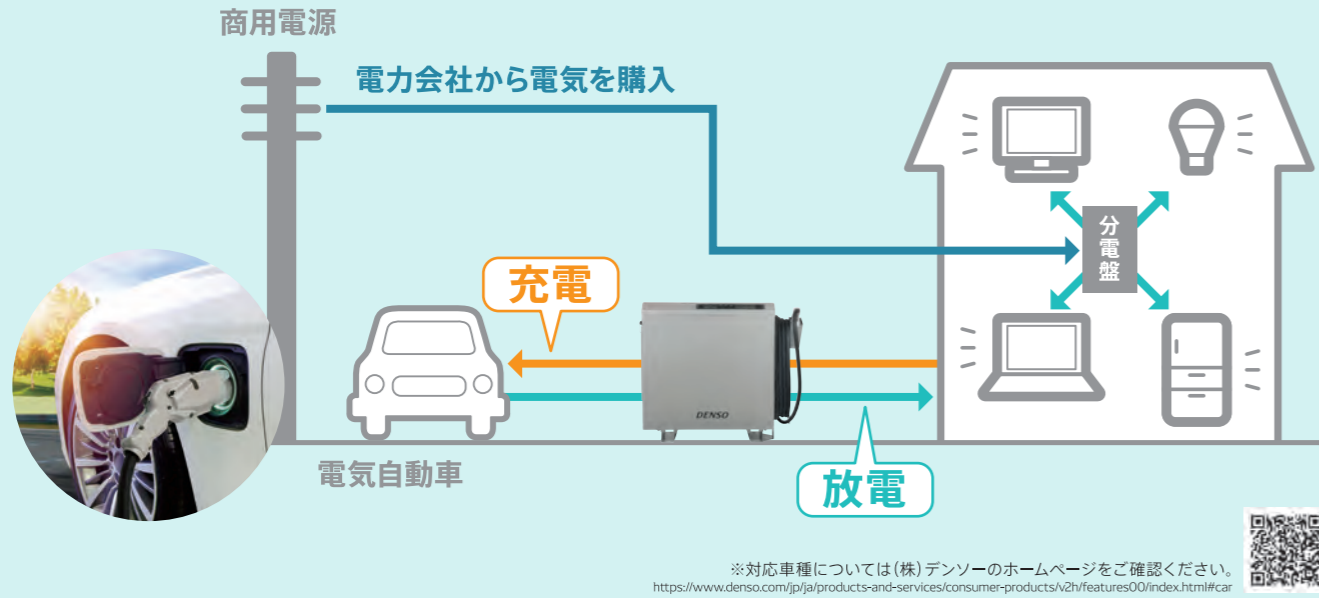 商用電源
電力会社から電気を購入
分電盤
充電
DENSO
放電
電気自動車
※対応車種については(株)デンソーのホームページをご確認ください。
https://www.denso.com/jp/ja/products-and-services/consumer-products/v2h/features00/index.html#car